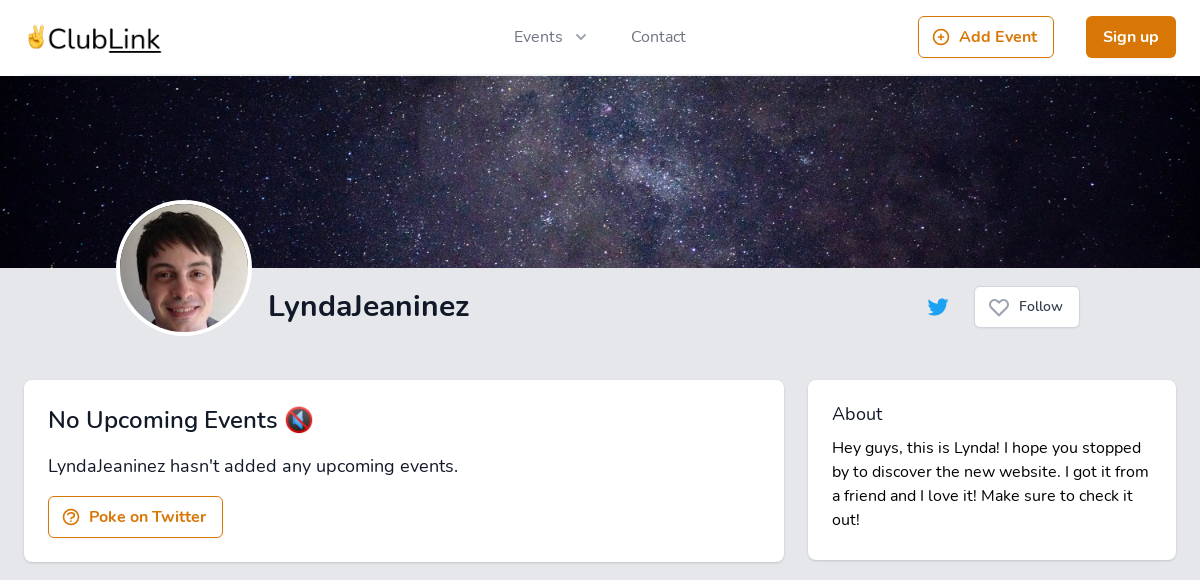 ClubLink
Events
Contact
Add Event
Sign up
LyndaJeaninez
Follow
No Upcoming Events
LyndaJeaninez hasn't added any upcoming events.
Poke on Twitter
About
Hey guys, this is Lynda! I hope you stopped
by to discover the new website. I got it from
a friend and I love it! Make sure to check it
out!